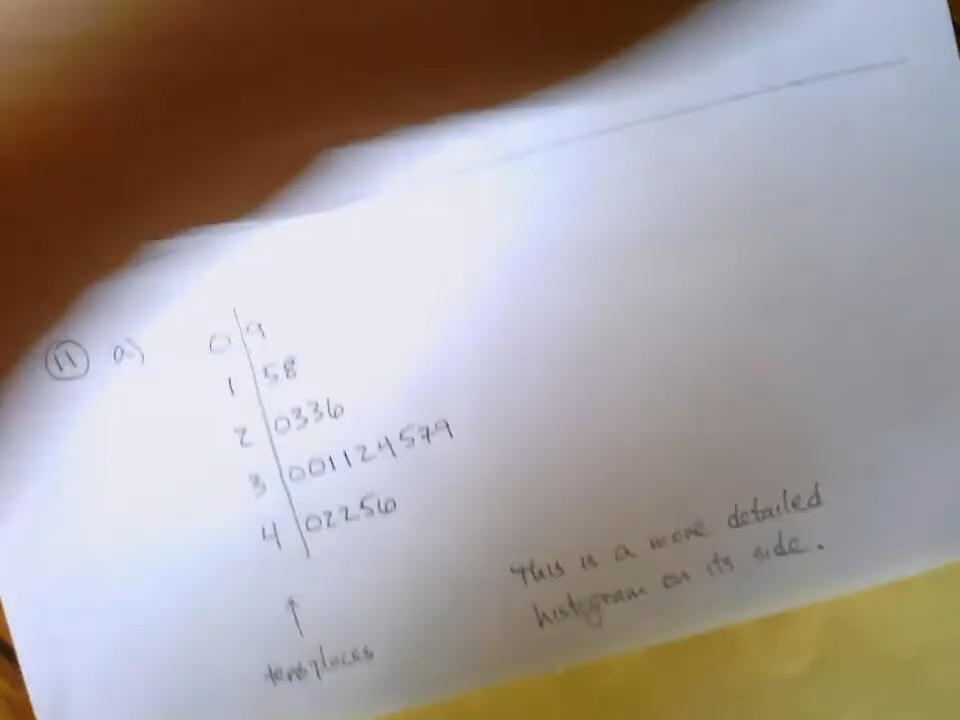 11 a) 0 | 9
1 | 58
2 | 0336
3 | 001124579
4 | 02256
This is a more detailed
histogram on its side.
↑
tens places